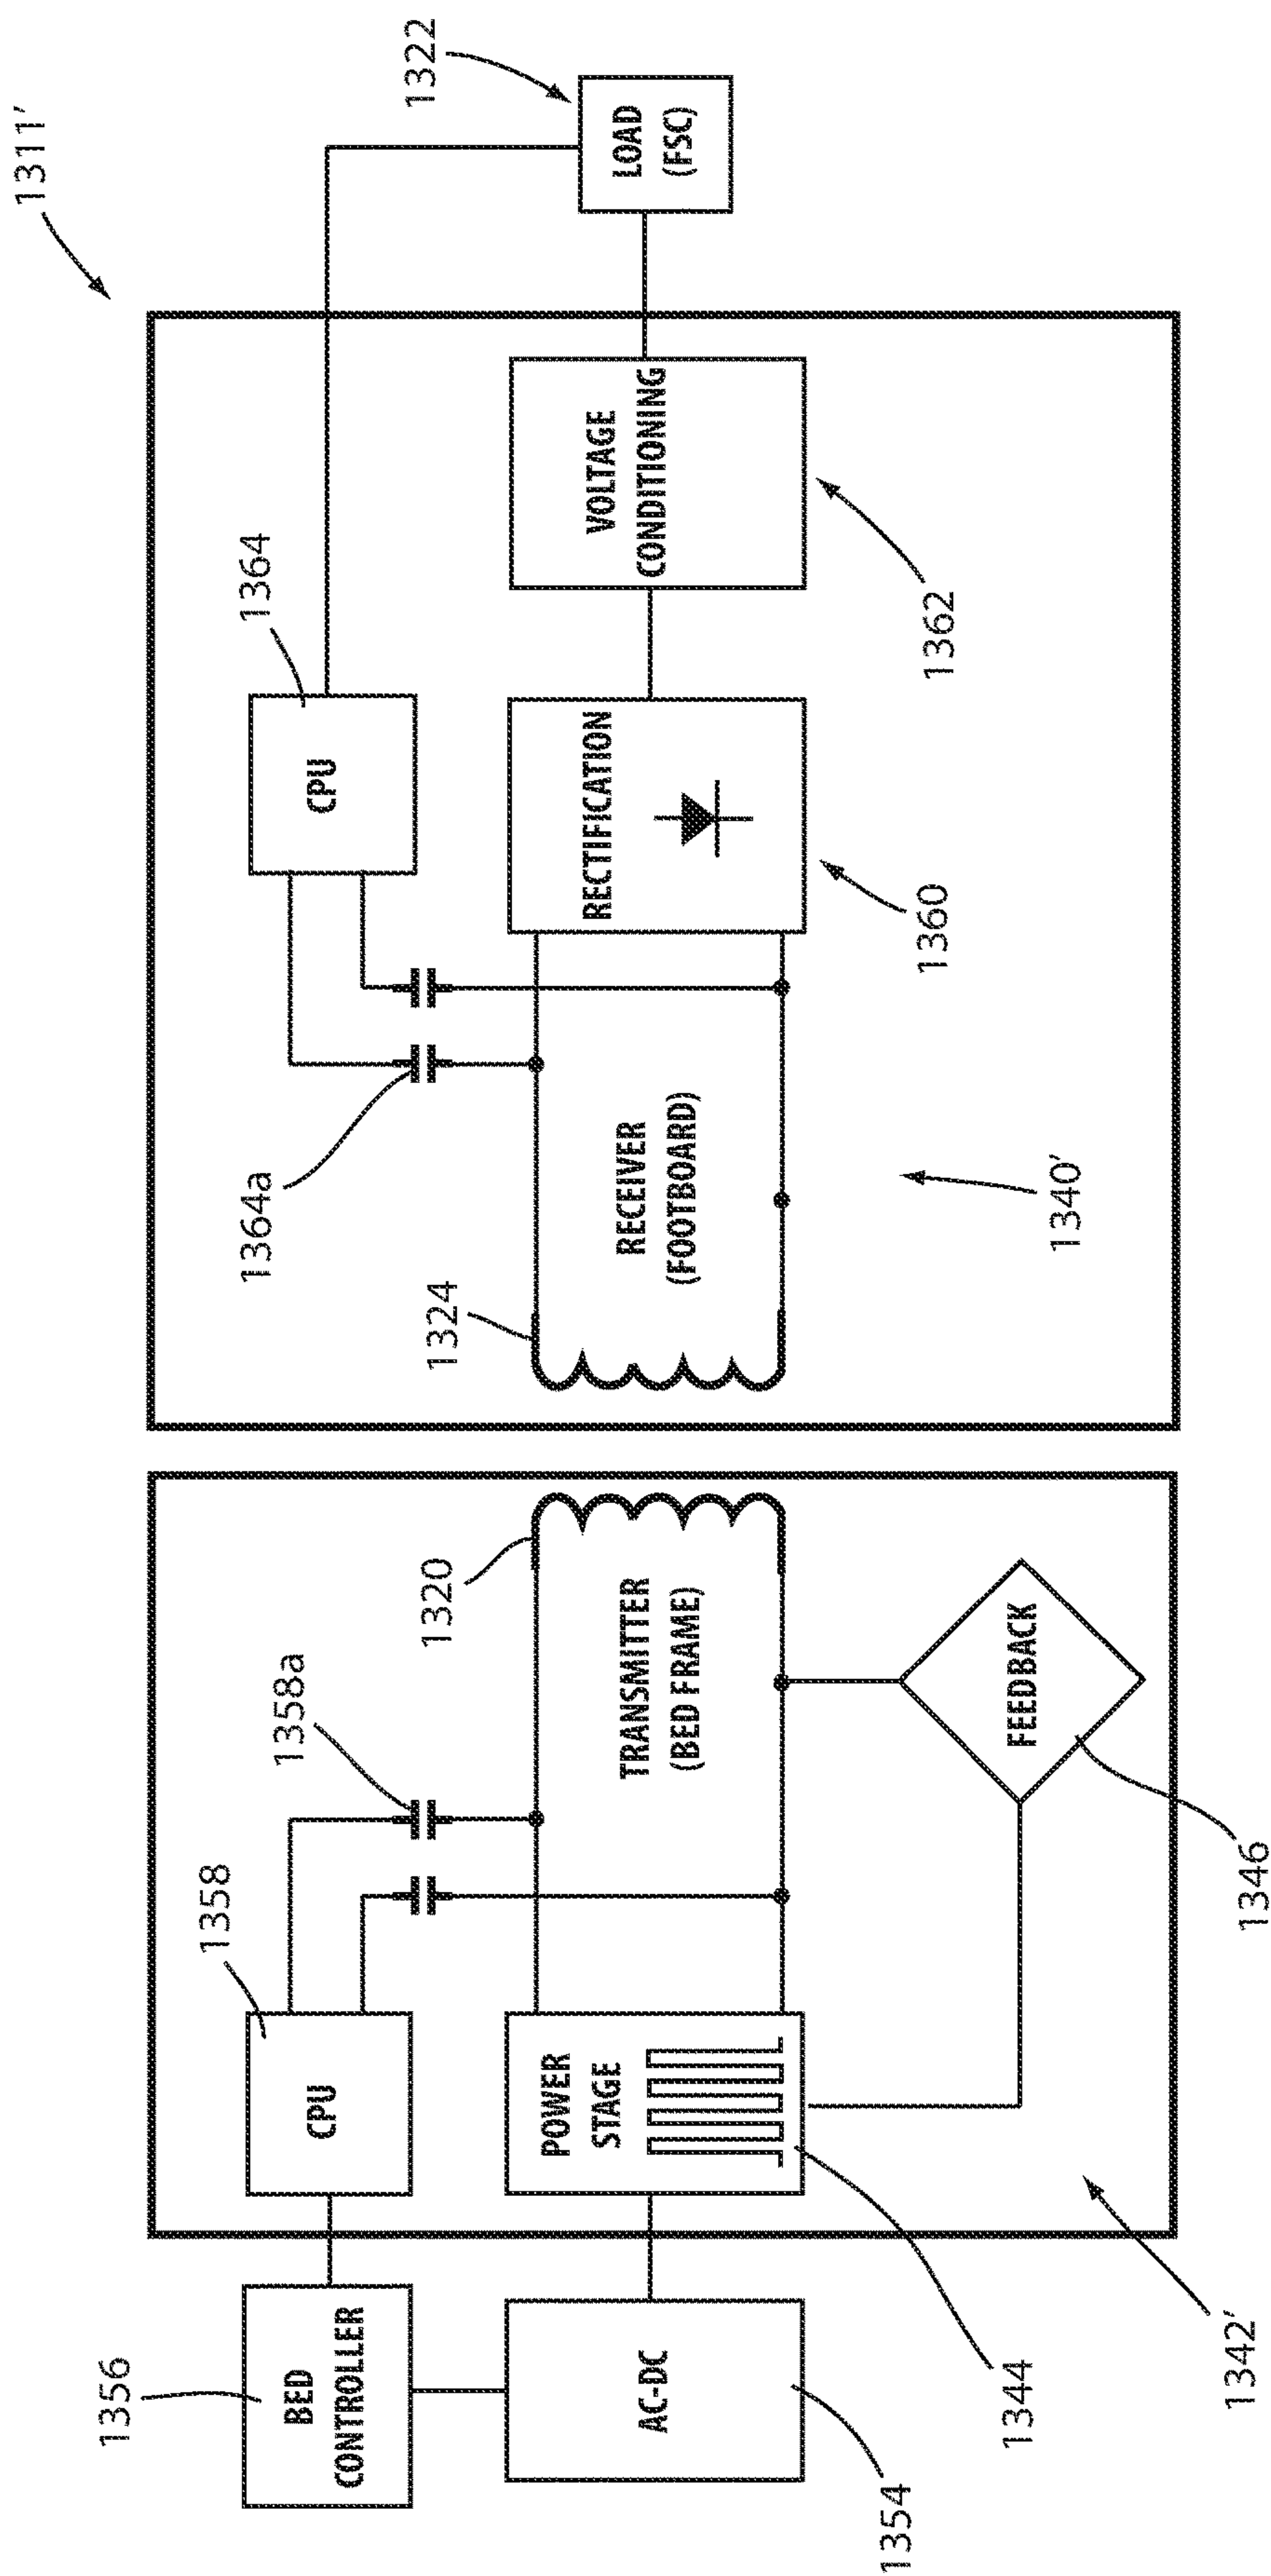 1311'
1356
BED
CONTROLLER
1358
CPU
1358a
1320
TRANSMITTER
(BED FRAME)
POWER
STAGE
AC-DC
1354
1344
1342'
FEEDBACK
1346
1364a
1324
RECEIVER
(FOOTBOARD)
1340'
1364
CPU
RECTIFICATION
1360
VOLTAGE
CONDITIONING
1362
1322
LOAD
(FSC)